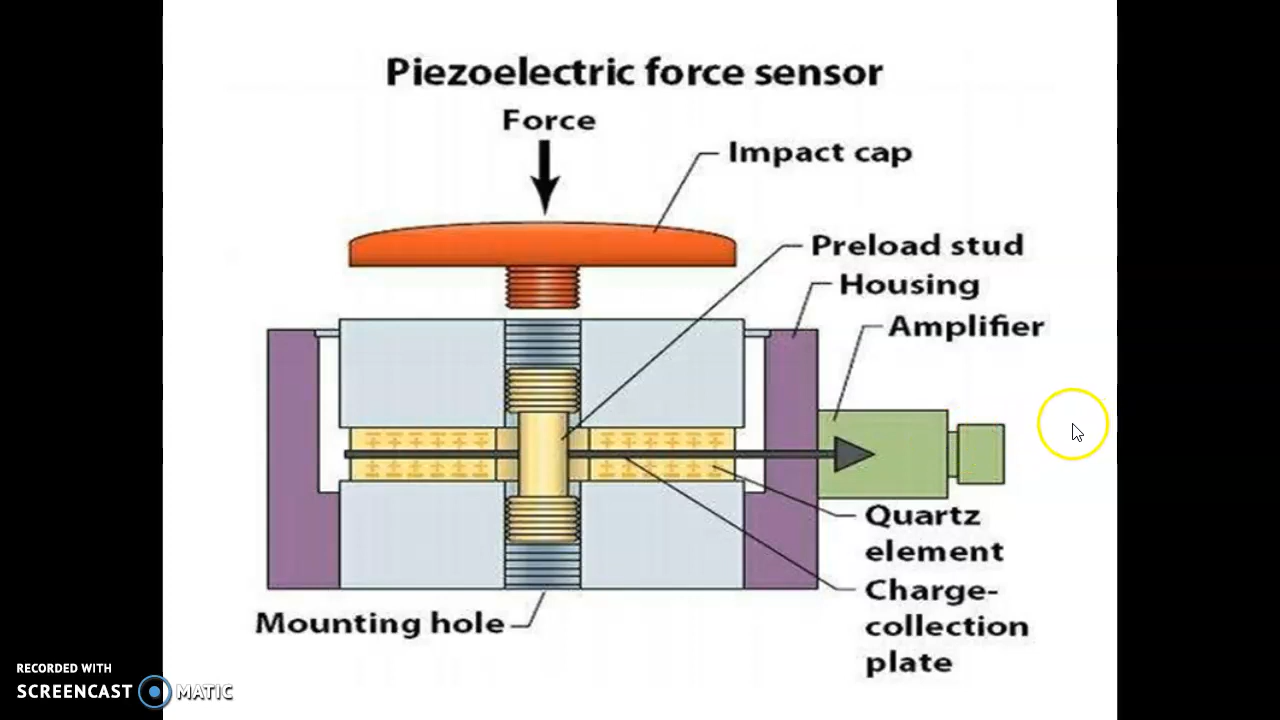 Piezoelectric force sensor
Force
Impact cap
Preload stud
Housing
Amplifier
Quartz
element
Charge-
collection
plate
Mounting hole
RECORDED WITH
SCREENCAST MATIC